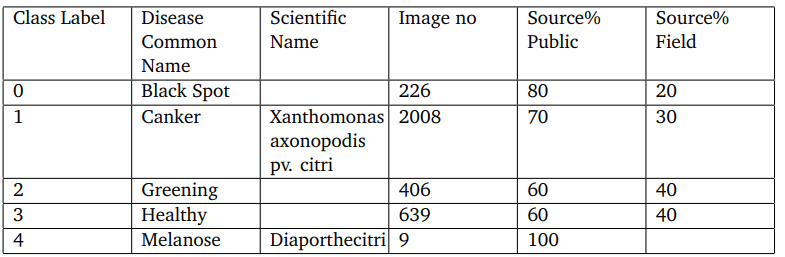 Class Label Disease Common Name Scientific Name Image no Source% Public Source% Field
0 Black Spot 226 80 20
1 Canker Xanthomonas axonopodis pv. citri 2008 70 30
2 Greening 406 60 40
3 Healthy 639 60 40
4 Melanose Diaporthecitri 9 100